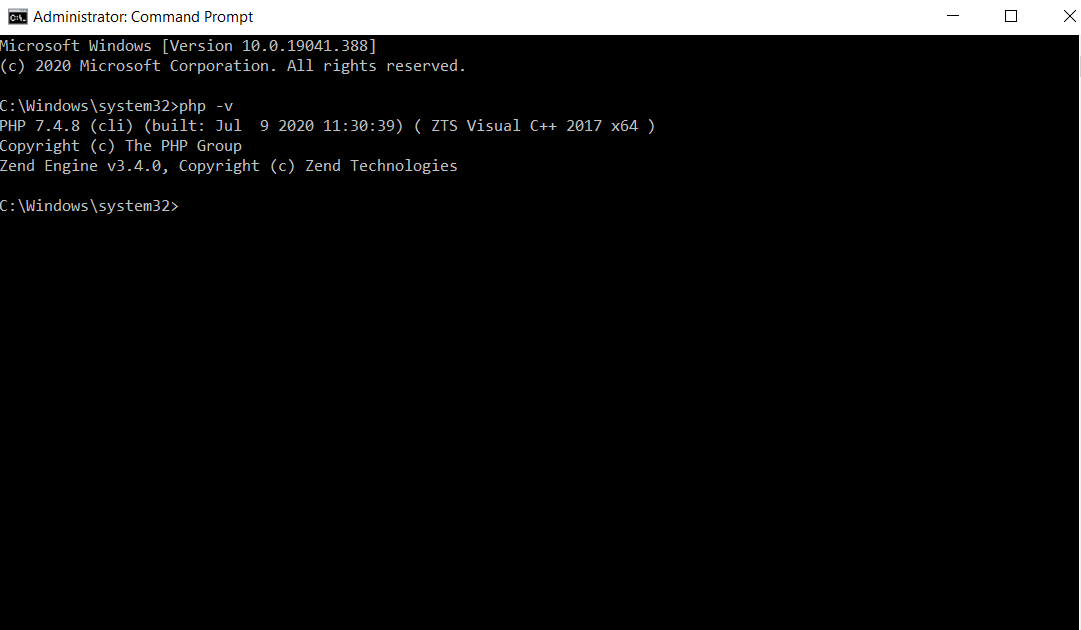 Administrator: Command Prompt
Microsoft Windows [Version 10.0.19041.388]
(c) 2020 Microsoft Corporation. All rights reserved.
C:\Windows\system32>php -v
PHP 7.4.8 (cli) (built: Jul  9 2020 11:30:39) ( ZTS Visual C++ 2017 x64 )
Copyright (c) The PHP Group
Zend Engine v3.4.0, Copyright (c) Zend Technologies
C:\Windows\system32>